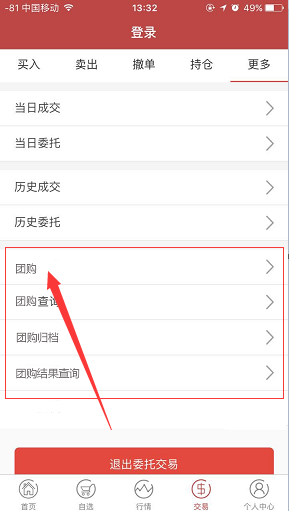 -81 中国移动 13:32 49%
登录
买入 卖出 撤单 持仓 更多
当日成交
当日委托
历史成交
历史委托
团购
团购查询
团购归档
团购结果查询
退出委托交易
首页 自选 行情 交易 个人中心